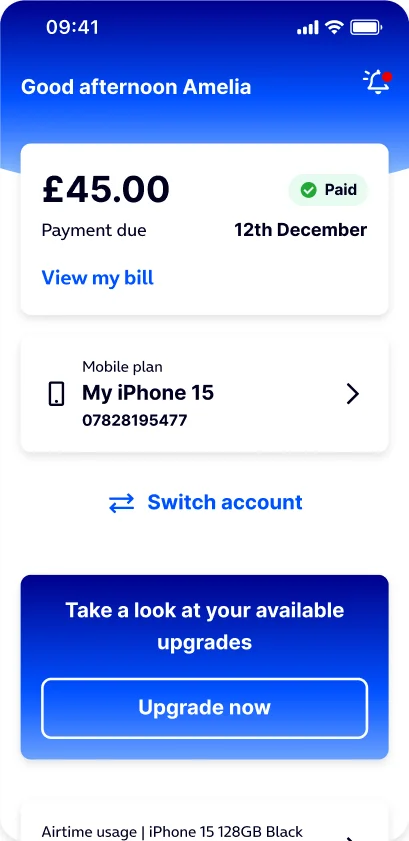 09:41
Good afternoon Amelia
£45.00
Paid
Payment due
12th December
View my bill
Mobile plan
My iPhone 15
07828195477
Switch account
Take a look at your available
upgrades
Upgrade now
Airtime usage | iPhone 15 128GB Black